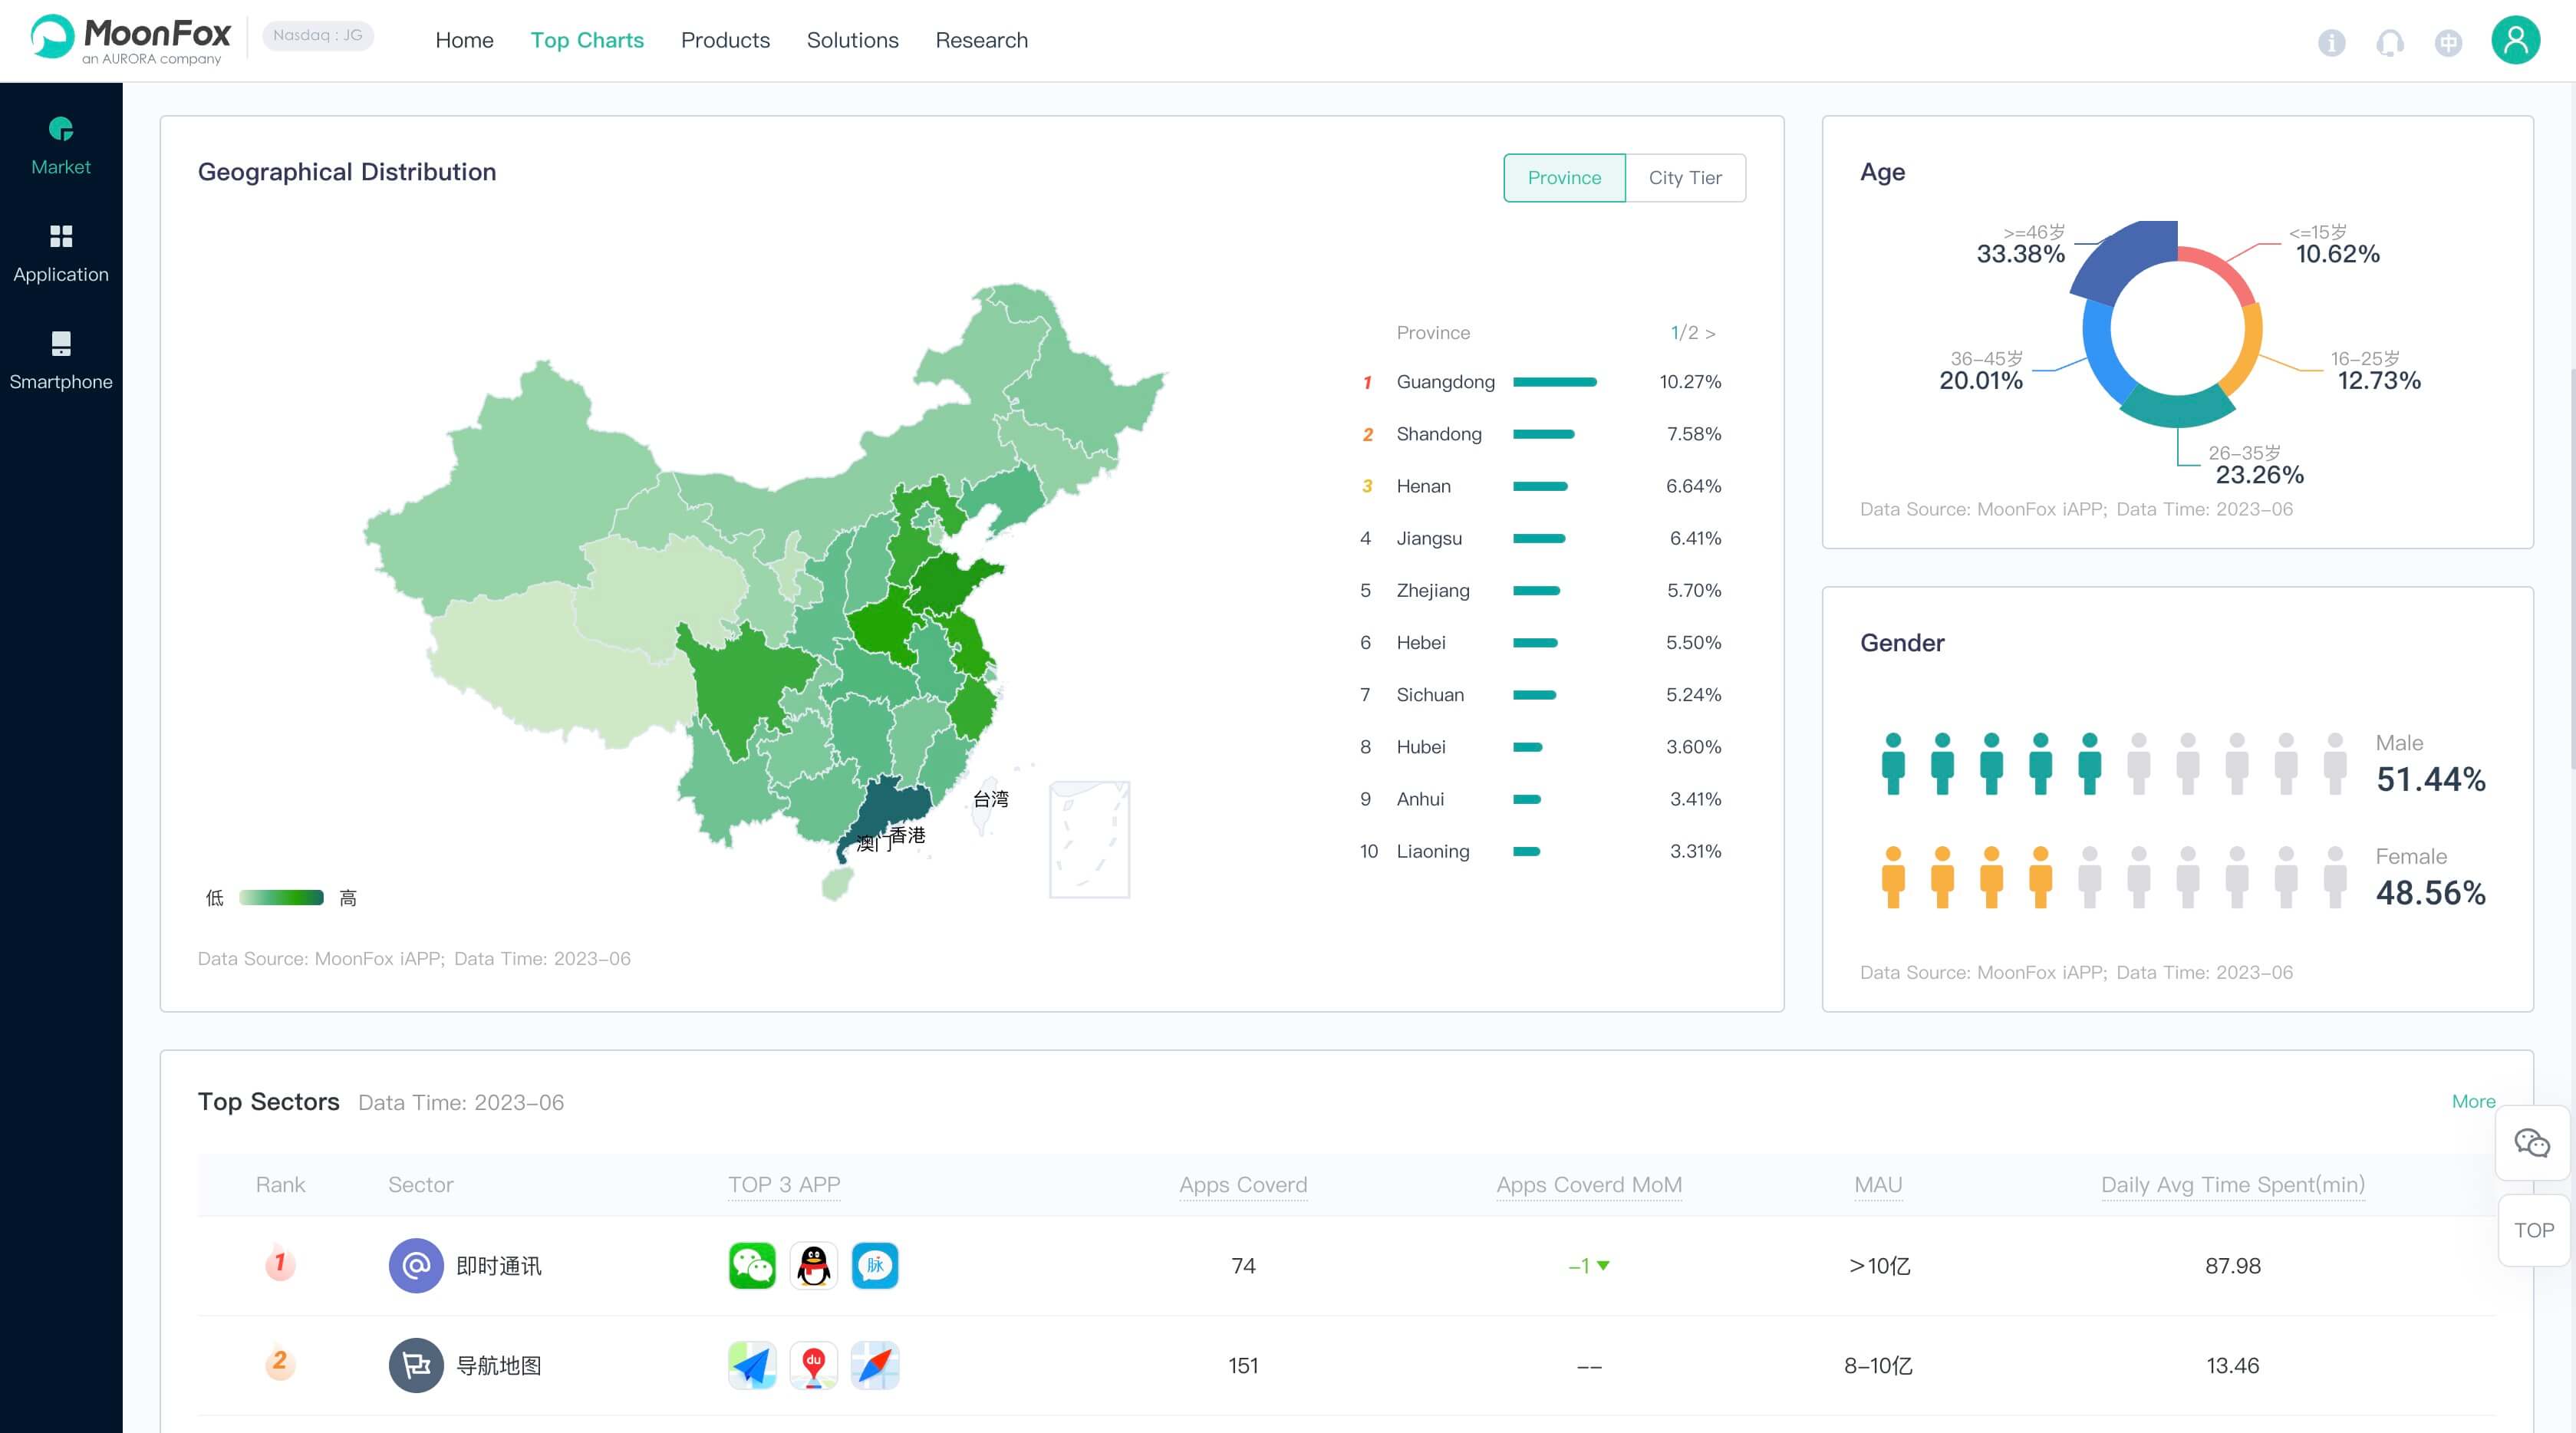 MoonFox
an AURORA company
Nasdaq : JG
Home
Top Charts
Products
Solutions
Research
Market
Application
Smartphone
Geographical Distribution
Province
City Tier
Province 1/2 >
1 Guangdong 10.27%
2 Shandong 7.58%
3 Henan 6.64%
4 Jiangsu 6.41%
5 Zhejiang 5.70%
6 Hebei 5.50%
7 Sichuan 5.24%
8 Hubei 3.60%
9 Anhui 3.41%
10 Liaoning 3.31%
台湾
香港
澳门
低 高
Data Source: MoonFox iAPP; Data Time: 2023-06
Age
>=46岁
33.38%
<=15岁
10.62%
36-45岁
20.01%
16-25岁
12.73%
26-35岁
23.26%
Data Source: MoonFox iAPP; Data Time: 2023-06
Gender
Male
51.44%
Female
48.56%
Data Source: MoonFox iAPP; Data Time: 2023-06
Top Sectors Data Time: 2023-06
More
Rank Sector TOP 3 APP Apps Coverd Apps Coverd MoM MAU Daily Avg Time Spent(min)
1 @ 即时通讯 脉 74 -1 >10亿 87.98
2 导航地图 du 151 -- 8-10亿 13.46
TOP
中